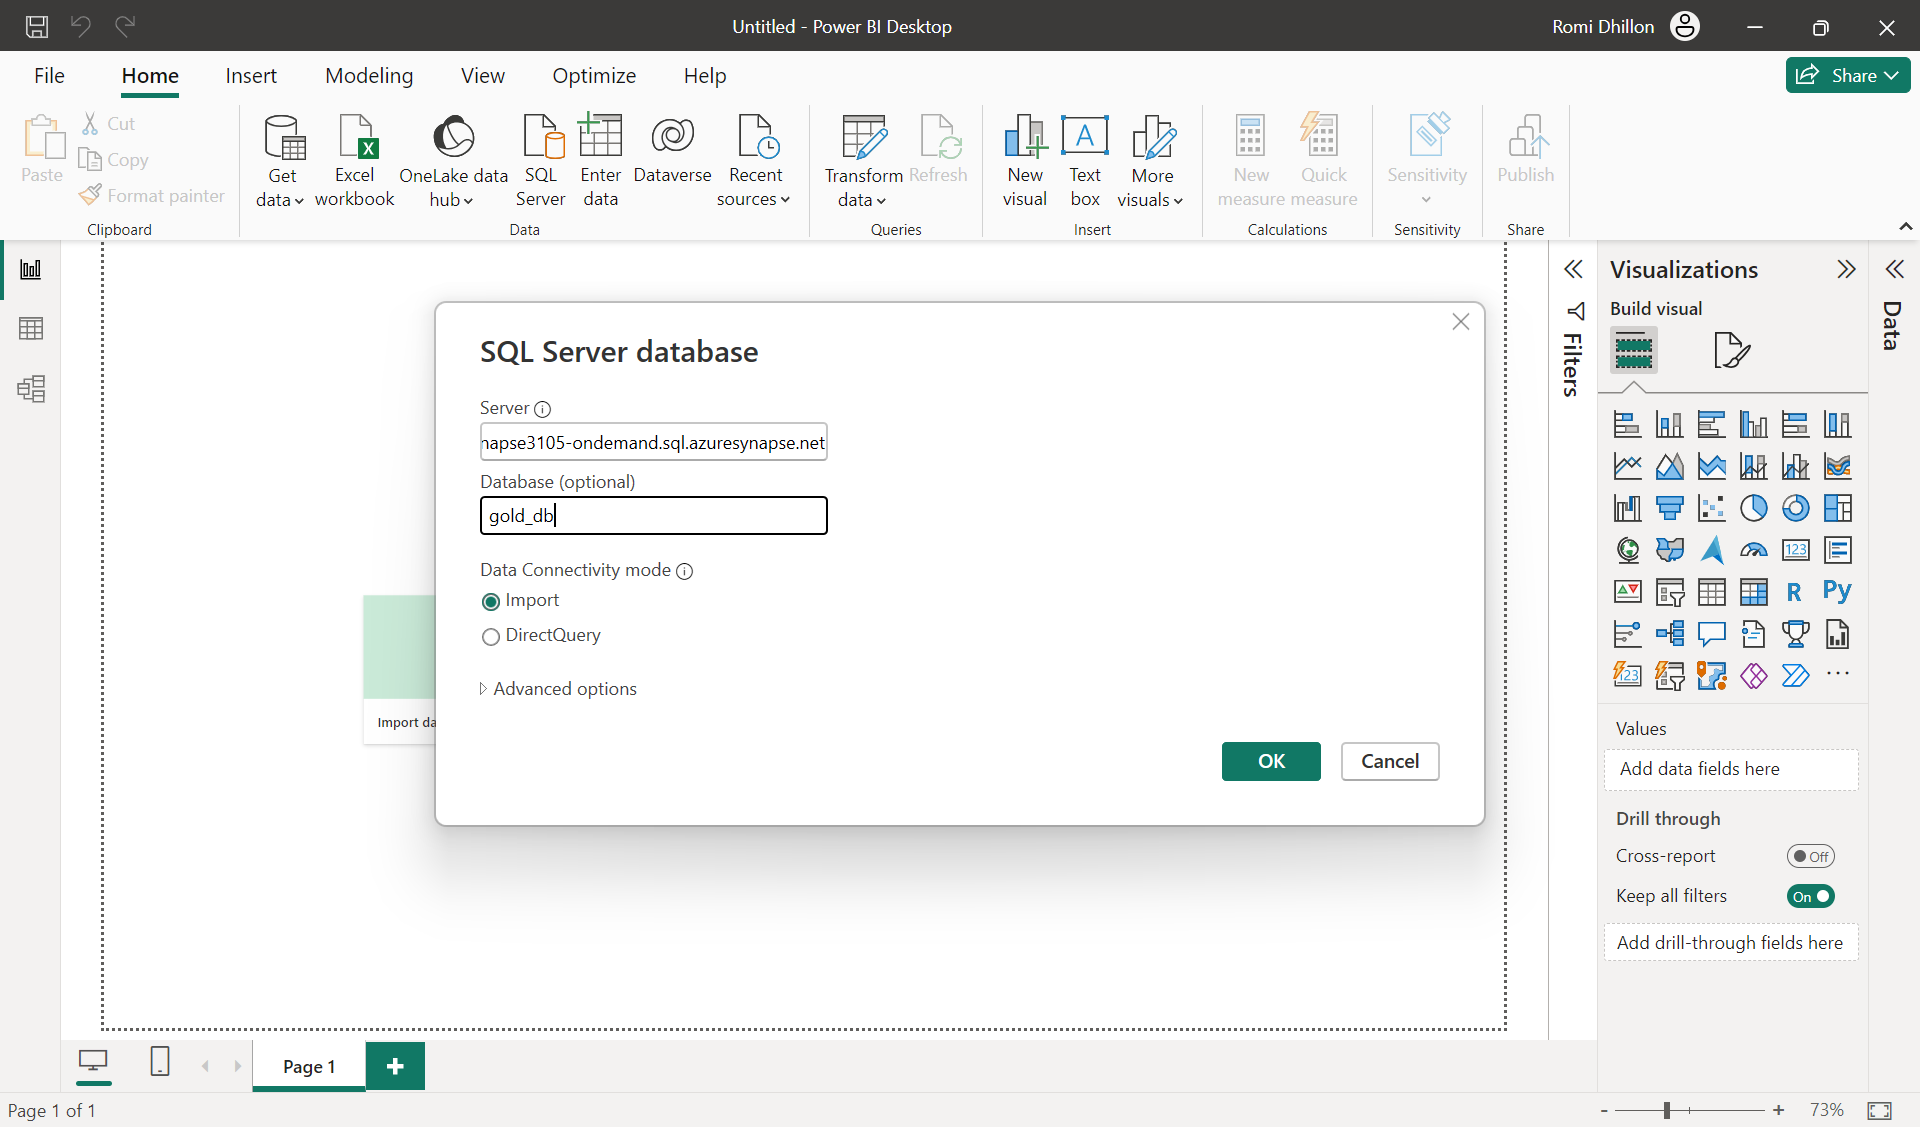 Untitled - Power BI Desktop
Romi Dhillon
File
Home
Insert
Modeling
View
Optimize
Help
Share
Paste
Cut
Copy
Format painter
Clipboard
Get data
Excel workbook
OneLake data hub
SQL Server
Enter data
Dataverse
Recent sources
Data
Transform data
Refresh
Queries
New visual
Text box
More visuals
Insert
New measure
Quick measure
Calculations
Sensitivity
Sensitivity
Publish
Share
SQL Server database
Server
napse3105-ondemand.sql.azuresynapse.net
Database (optional)
gold_db
Data Connectivity mode
Import
DirectQuery
Advanced options
OK
Cancel
Import da
Filters
Visualizations
Build visual
123
R
Py
123
Values
Add data fields here
Drill through
Cross-report
Off
Keep all filters
On
Add drill-through fields here
Data
Page 1
Page 1 of 1
- + 73%